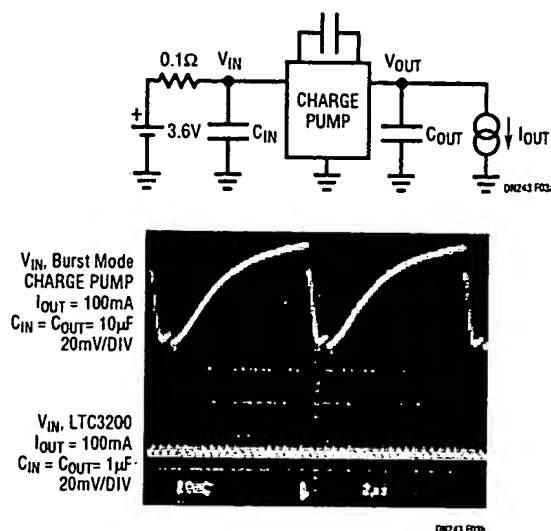 0.1Ω
VIN
VOUT
+
3.6V
CIN
CHARGE
PUMP
COUT
IOUT
DN243 F03a
VIN, Burst Mode
CHARGE PUMP
IOUT = 100mA
CIN = COUT = 10µF
20mV/DIV
VIN, LTC3200
IOUT = 100mA
CIN = COUT = 1µF
20mV/DIV
2µs
DN243 F03b